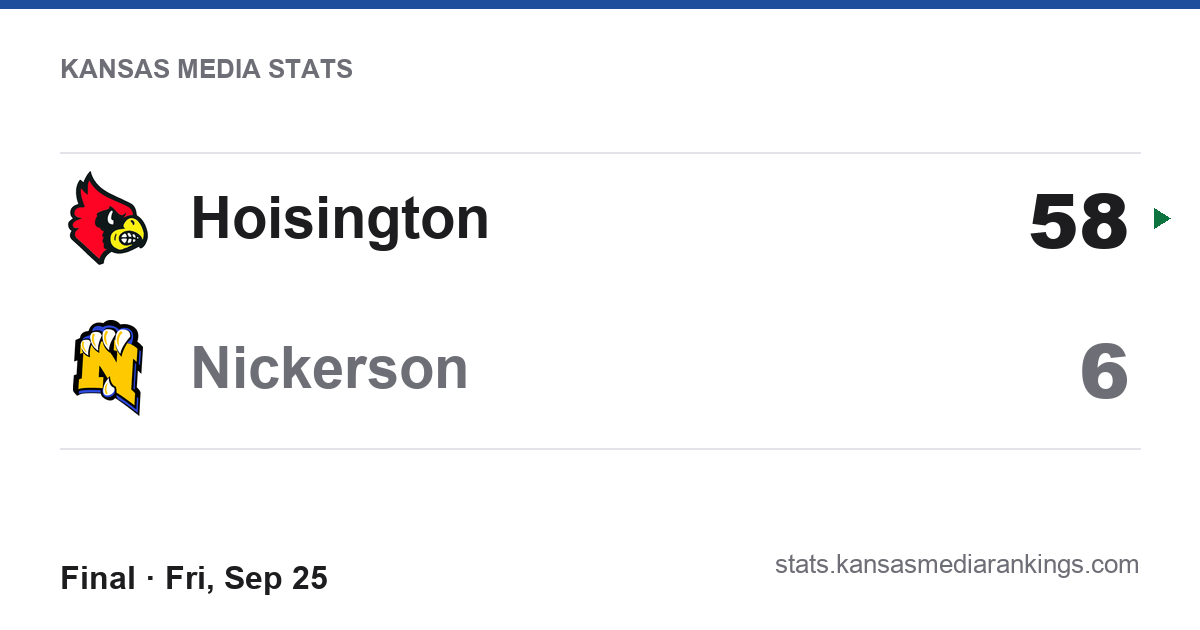 KANSAS MEDIA STATS
Hoisington 58
Nickerson 6
Final · Fri, Sep 25
stats.kansasmediarankings.com